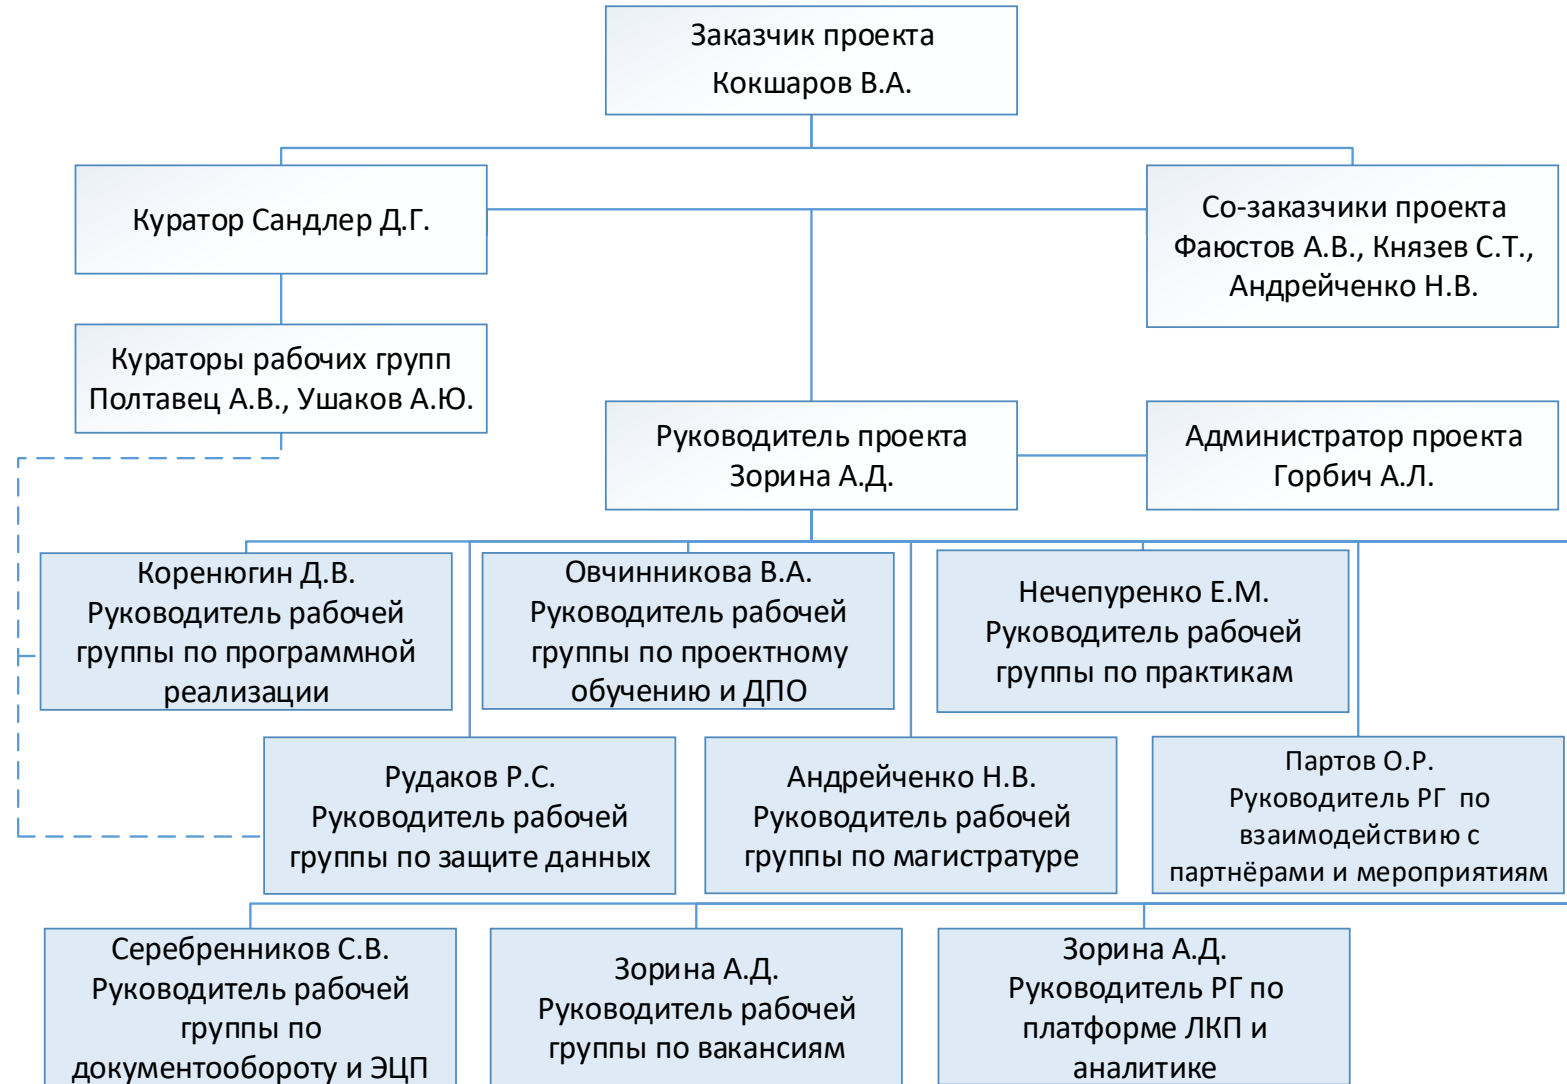 Заказчик проекта
Кокшаров В.А.
Куратор Сандлер Д.Г.
Со-заказчики проекта
Фаюстов А.В., Князев С.Т.,
Андрейченко Н.В.
Кураторы рабочих групп
Полтавец А.В., Ушаков А.Ю.
Руководитель проекта
Зорина А.Д.
Администратор проекта
Горбич А.Л.
Коренюгин Д.В.
Руководитель рабочей
группы по программной
реализации
Овчинникова В.А.
Руководитель рабочей
группы по проектному
обучению и ДПО
Нечепуренко Е.М.
Руководитель рабочей
группы по практикам
Рудаков Р.С.
Руководитель рабочей
группы по защите данных
Андрейченко Н.В.
Руководитель рабочей
группы по магистратуре
Партов О.Р.
Руководитель РГ по
взаимодействию с
партнёрами и мероприятиям
Серебренников С.В.
Руководитель рабочей
группы по
документообороту и ЭЦП
Зорина А.Д.
Руководитель рабочей
группы по вакансиям
Зорина А.Д.
Руководитель РГ по
платформе ЛКП и
аналитике